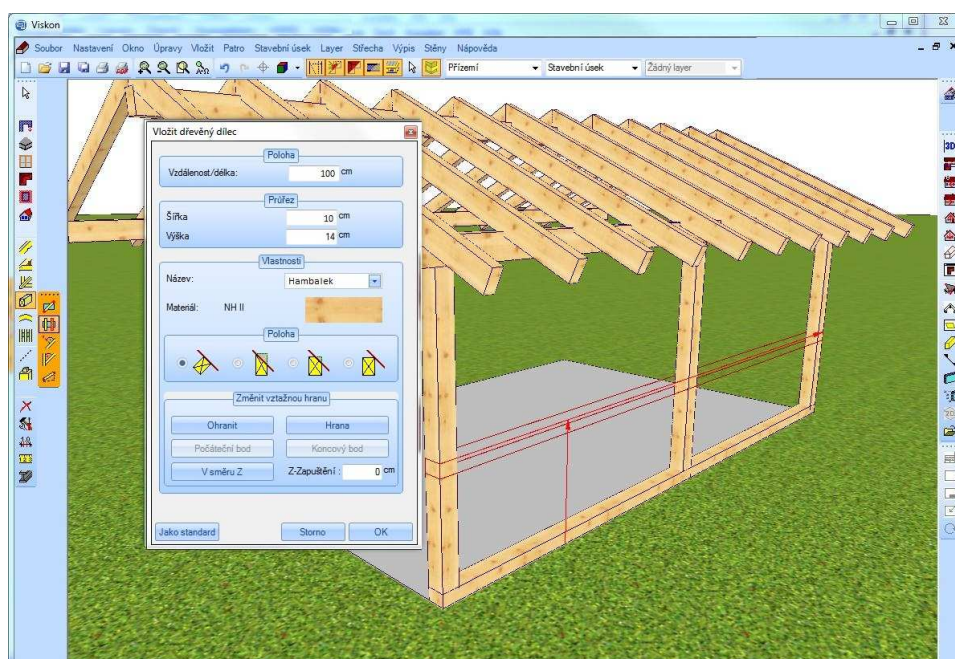 Viskon
Soubor Nastavení Okno Úpravy Vložit Patro Stavební úsek Layer Střecha Výpis Stěny Nápověda
Přízemí Stavební úsek Žádný layer
Vložit dřevěný dílec
Poloha
Vzdálenost/délka: 100 cm
Průřez
Šířka 10 cm
Výška 14 cm
Vlastnosti
Název: Hambalek
Materiál: NH II
Poloha
Změnit vztažnou hranu
Ohranit Hrana
Počáteční bod Koncový bod
V směru Z Z-Zapuštění : 0 cm
Jako standard Storno OK
3D